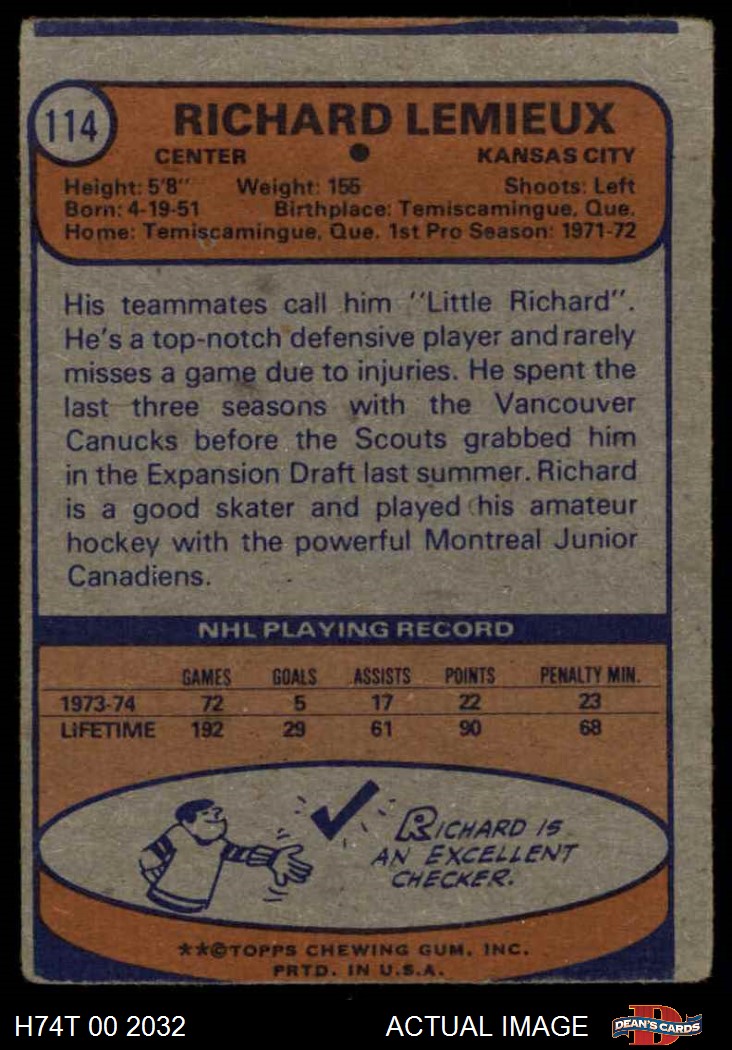 114
RICHARD LEMIEUX
CENTER ● KANSAS CITY
Height: 5'8" Weight: 155 Shoots: Left
Born: 4-19-51 Birthplace: Temiscamingue, Que.
Home: Temiscamingue, Que. 1st Pro Season: 1971-72
His teammates call him "Little Richard".
He's a top-notch defensive player and rarely
misses a game due to injuries. He spent the
last three seasons with the Vancouver
Canucks before the Scouts grabbed him
in the Expansion Draft last summer. Richard
is a good skater and played his amateur
hockey with the powerful Montreal Junior
Canadiens.
NHL PLAYING RECORD
GAMES GOALS ASSISTS POINTS PENALTY MIN.
1973-74 72 5 17 22 23
LIFETIME 192 29 61 90 68
RICHARD IS
AN EXCELLENT
CHECKER.
**©TOPPS CHEWING GUM, INC.
PRTD. IN U.S.A.
H74T 00 2032 ACTUAL IMAGE D DEAN'S CARDS